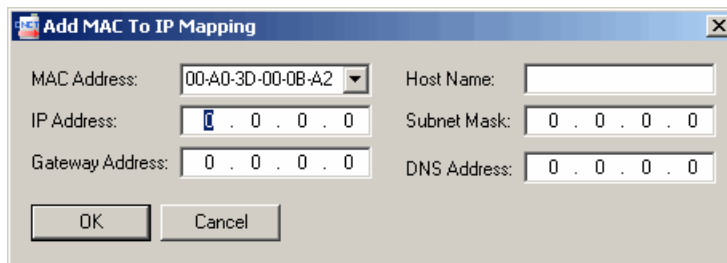 Add MAC To IP Mapping
MAC Address: 00-A0-3D-00-0B-A2 Host Name:
IP Address: 0 . 0 . 0 . 0 Subnet Mask: 0 . 0 . 0 . 0
Gateway Address: 0 . 0 . 0 . 0 DNS Address: 0 . 0 . 0 . 0
OK Cancel